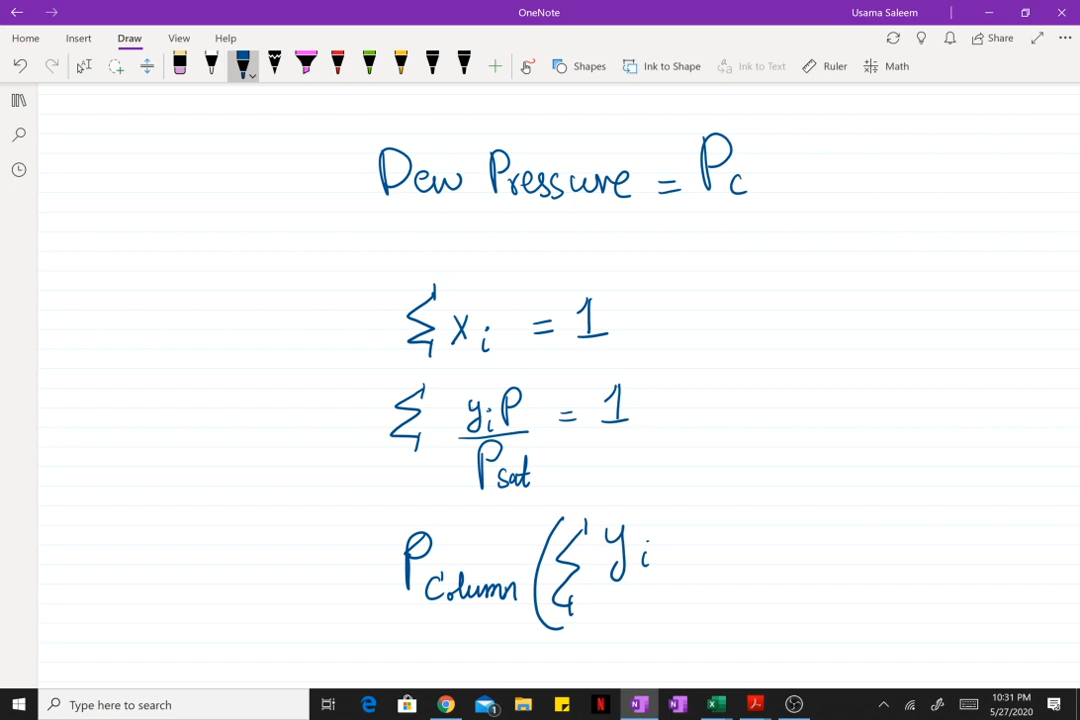 OneNote
Usama Saleem
Home Insert Draw View Help
Share
Shapes Ink to Shape Ink to Text Ruler Math
Dew Pressure = Pc
Σ xi = 1
Σ yiP / Psat = 1
PColumn (Σ yi
Type here to search
1
10:31 PM
5/27/2020